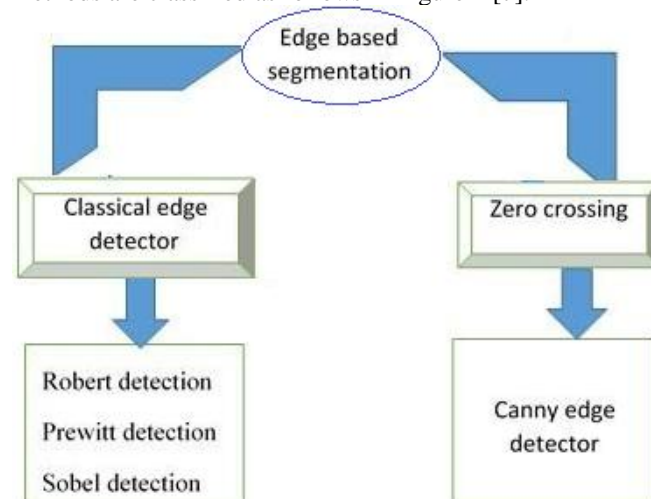 Edge based
segmentation
Classical edge
detector
Zero crossing
Robert detection
Prewitt detection
Sobel detection
Canny edge
detector